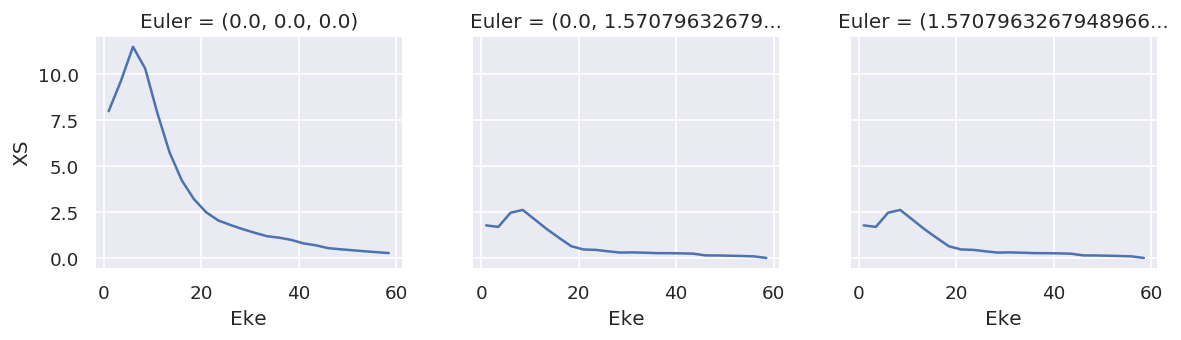 Euler = (0.0, 0.0, 0.0) Euler = (0.0, 1.57079632679... Euler = (1.5707963267948966...
10.0
7.5
XS
5.0
2.5
0.0
0 20 40 60 0 20 40 60 0 20 40 60
Eke Eke Eke